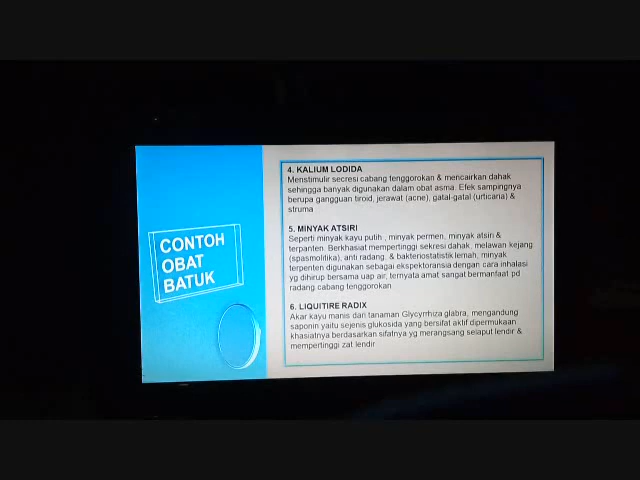 CONTOH
OBAT
BATUK
4. KALIUM LODIDA
Menstimulir secresi cabang tenggorokan & mencairkan dahak
sehingga banyak digunakan dalam obat asma. Efek sampingnya
berupa gangguan tiroid, jerawat (acne), gatal-gatal (urticaria) &
struma
5. MINYAK ATSIRI
Seperti minyak kayu putih , minyak permen, minyak atsiri &
terpanten. Berkhasiat mempertinggi sekresi dahak, melawan kejang
(spasmolitika), anti radang. & bakteriostatistik lemah, minyak
terpenten digunakan sebagai ekspektoransia dengan cara inhalasi
yg dihirup bersama uap air, ternyata amat sangat bermanfaat pd
radang cabang tenggorokan
6. LIQUITIRE RADIX
Akar kayu manis dari tanaman Glycyrrhiza glabra, mengandung
saponin yaitu sejenis glukosida yang bersifat aklif dipermukaan
khasiatnya berdasarkan sifatnya yg merangsang selaput lendir &
mempertinggi zat lendir